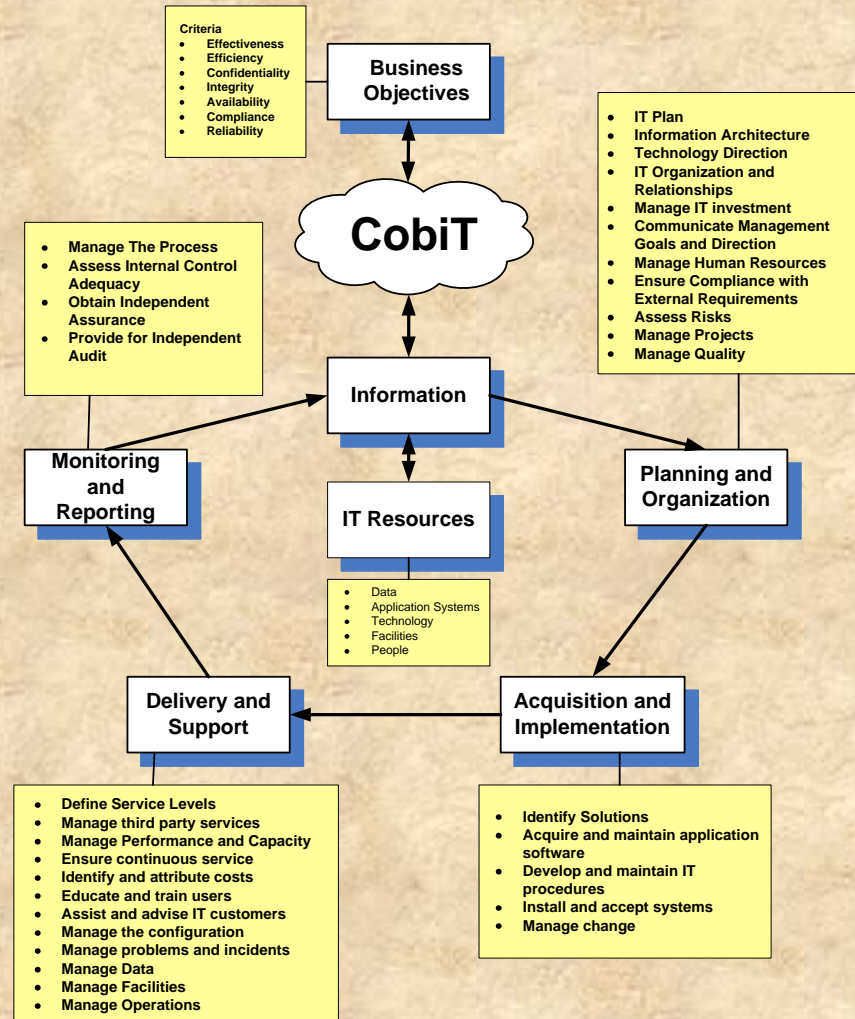 Criteria
• Effectiveness
• Efficiency
• Confidentiality
• Integrity
• Availability
• Compliance
• Reliability
Business
Objectives
• IT Plan
• Information Architecture
• Technology Direction
• IT Organization and
Relationships
• Manage IT investment
• Communicate Management
Goals and Direction
• Manage Human Resources
• Ensure Compliance with
External Requirements
• Assess Risks
• Manage Projects
• Manage Quality
CobiT
• Manage The Process
• Assess Internal Control
Adequacy
• Obtain Independent
Assurance
• Provide for Independent
Audit
Information
Monitoring
and
Reporting
Planning and
Organization
IT Resources
• Data
• Application Systems
• Technology
• Facilities
• People
Delivery and
Support
Acquisition and
Implementation
• Define Service Levels
• Manage third party services
• Manage Performance and Capacity
• Ensure continuous service
• Identify and attribute costs
• Educate and train users
• Assist and advise IT customers
• Manage the configuration
• Manage problems and incidents
• Manage Data
• Manage Facilities
• Manage Operations
• Identify Solutions
• Acquire and maintain application
software
• Develop and maintain IT
procedures
• Install and accept systems
• Manage change